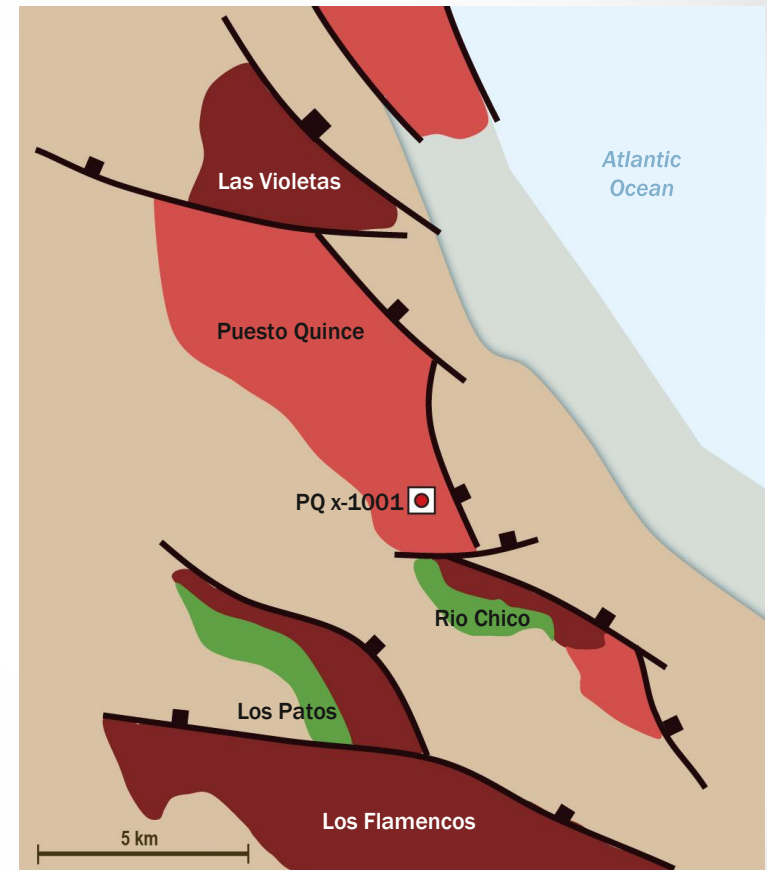 Atlantic
Ocean
Las Violetas
Puesto Quince
PQ x-1001
Rio Chico
Los Patos
Los Flamencos
5 km